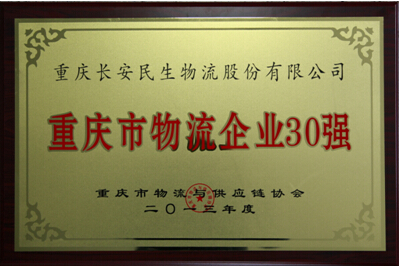 重庆长安民生物流股份有限公司
重庆市物流企业30强
重庆市物流与供应链协会
二〇一三年度